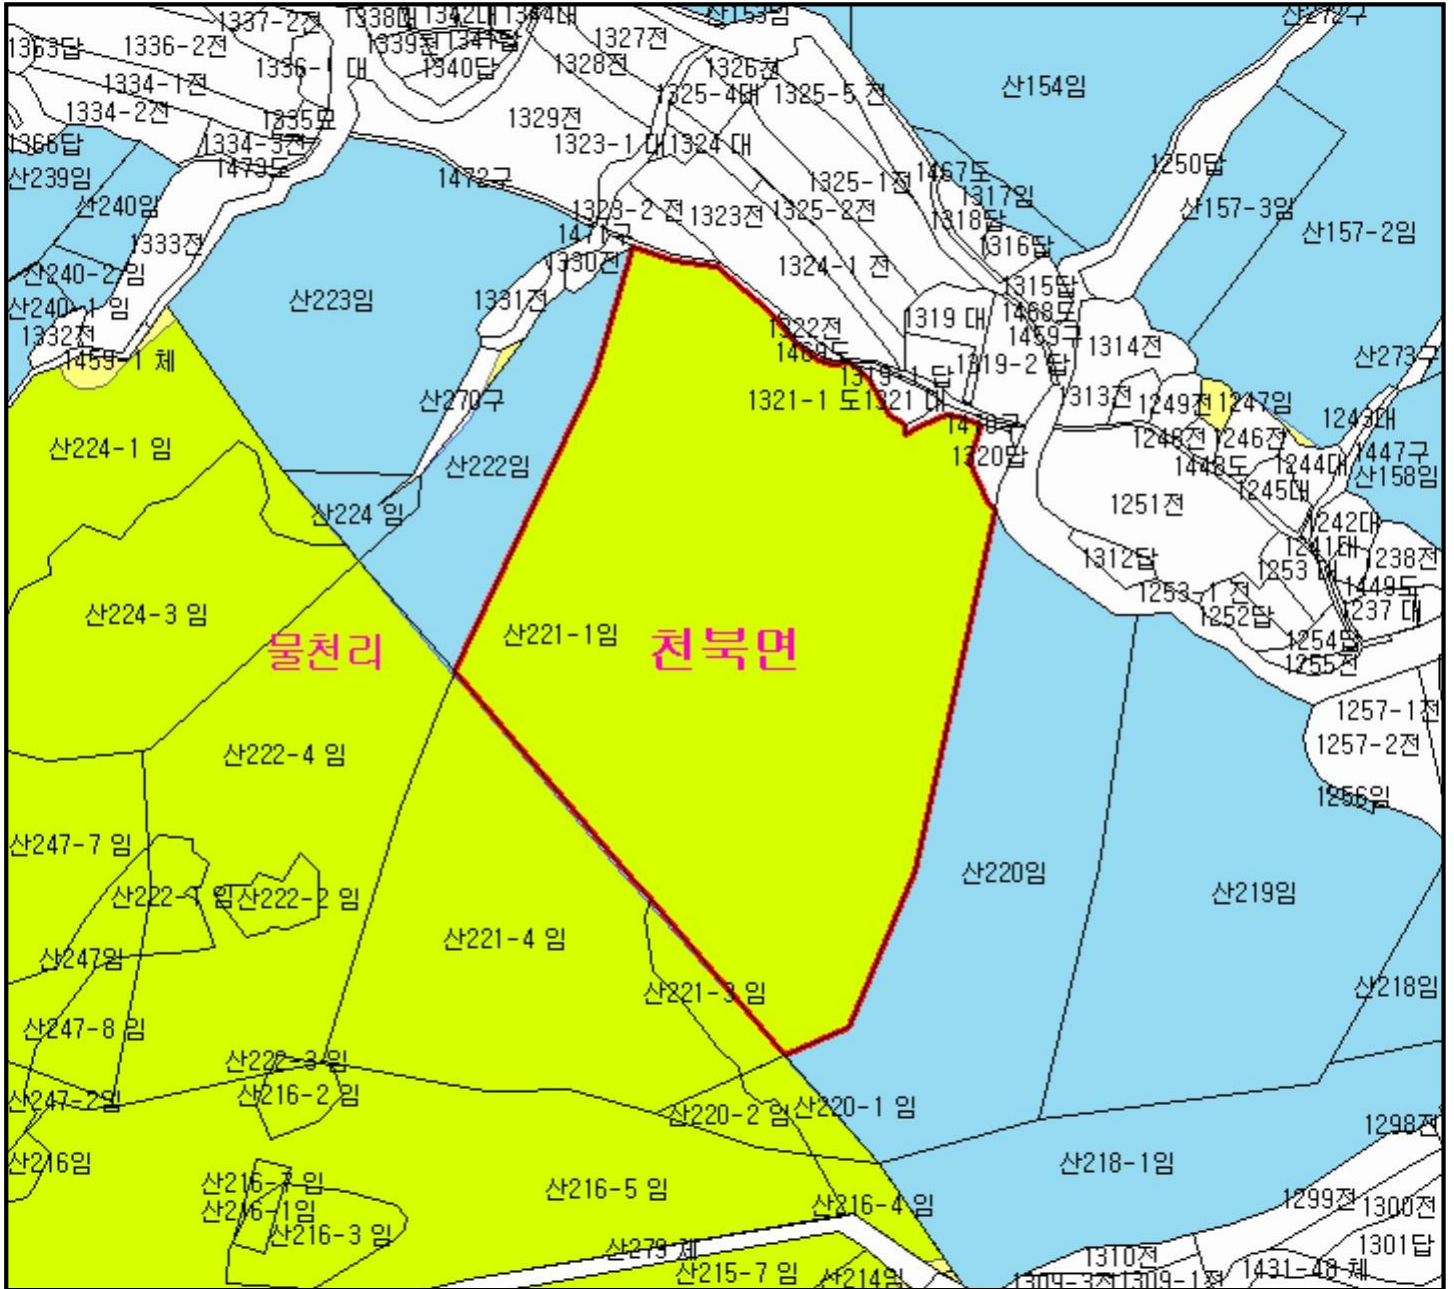 1337-2전
1338대
1342대
1344대
산153임
산272구
1363답
1336-2전
1339전
1341답
1327전
1336-1 대
1340답
1328전
1326전
산154임
1334-1전
1325-4대
1325-5 전
1334-2전
1335묘
1329전
1366답
1334-3전
1323-1 대
1324 대
1473도
1472구
1467도
1250답
산239임
1325-1전
1317임
산240임
1323-2 전
1323전
1325-2전
1318답
산157-3임
1333전
1471구
1316답
산157-2임
산240-2 임
1330전
1324-1 전
1315답
산240-1 임
산223임
1331전
1468도
1332전
1322전
1319 대
1459구
1314전
1459-1 체
1469도
1319-2 답
산273구
1319-1 답
산270구
1321-1 도
1321 대
1313전
1249전
1247임
1243대
1470구
1248전
1246전
1447구
산224-1 임
산222임
1320답
1448도
1244대
산158임
1245대
산224 임
1251전
1242대
1241대
1312답
1253 대
1238전
1253-1 전
1449도
산224-3 임
1252답
1237 대
산221-1임
천북면
물천리
1254답
1255전
1257-1전
산222-4 임
1257-2전
1256임
산247-7 임
산220임
산222-1 임
산222-2 임
산219임
산221-4 임
산247임
산221-3 임
산218임
산247-8 임
산222-3 임
산247-2임
산216-2 임
산220-2 임
산220-1 임
1298전
산216임
산218-1임
산216-7 임
산216-5 임
산216-1임
산216-4 임
1299전
1300전
산216-3 임
산279 체
1310전
1301답
산215-7 임
산214임
1309-3전
1309-1전
1431-48 체